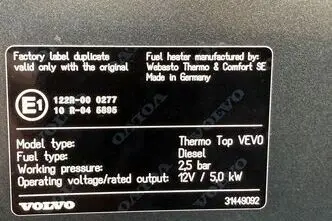 Factory label duplicate
valid only with the original
Fuel heater manufactured by:
Webasto Thermo & Comfort SE
Made in Germany
E1
122R-00 0277
10 R-04 5895
Model type: Thermo Top VEVO
Fuel type: Diesel
Working pressure: 2,5 bar
Operating voltage/rated output: 12V / 5,0 kW
VOLVO
31449092